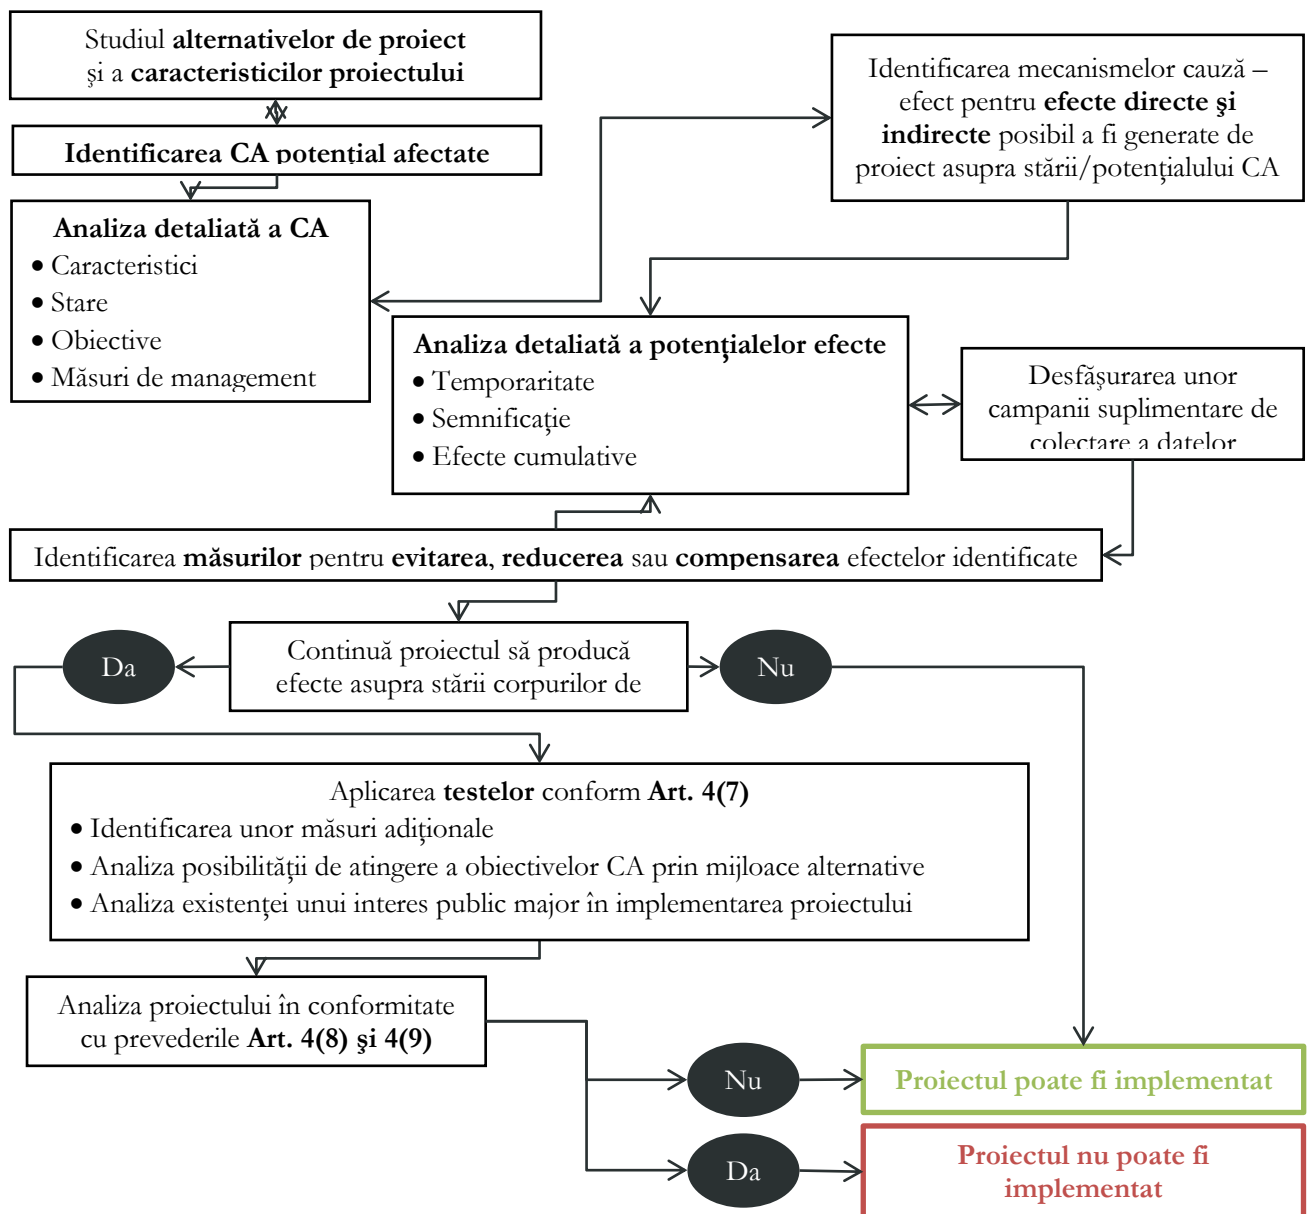 Studiul alternativelor de proiect
şi a caracteristicilor proiectului
Identificarea CA potenţial afectate
Analiza detaliată a CA
• Caracteristici
• Stare
• Obiective
• Măsuri de management
Identificarea mecanismelor cauză –
efect pentru efecte directe şi
indirecte posibil a fi generate de
proiect asupra stării/potenţialului CA
Analiza detaliată a potenţialelor efecte
• Temporaritate
• Semnificaţie
• Efecte cumulative
Desfăşurarea unor
campanii suplimentare de
colectare a datelor
Identificarea măsurilor pentru evitarea, reducerea sau compensarea efectelor identificate
Da
Continuă proiectul să producă
efecte asupra stării corpurilor de
Nu
Aplicarea testelor conform Art. 4(7)
• Identificarea unor măsuri adiţionale
• Analiza posibilităţii de atingere a obiectivelor CA prin mijloace alternative
• Analiza existenţei unui interes public major în implementarea proiectului
Analiza proiectului în conformitate
cu prevederile Art. 4(8) şi 4(9)
Nu
Proiectul poate fi implementat
Da
Proiectul nu poate fi
implementat